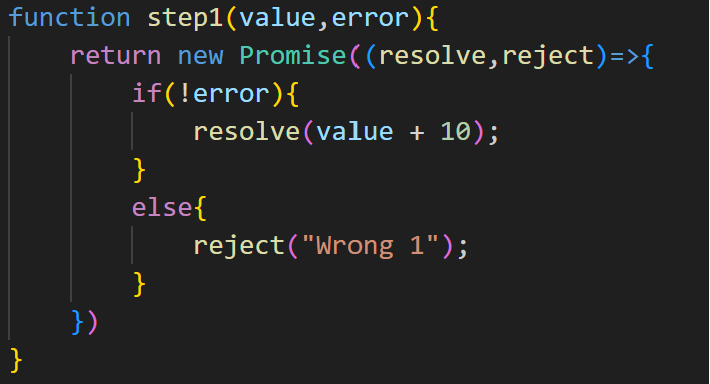 function step1(value,error){
    return new Promise((resolve,reject)=>{
        if(!error){
            resolve(value + 10);
        }
        else{
            reject("Wrong 1");
        }
    })
}